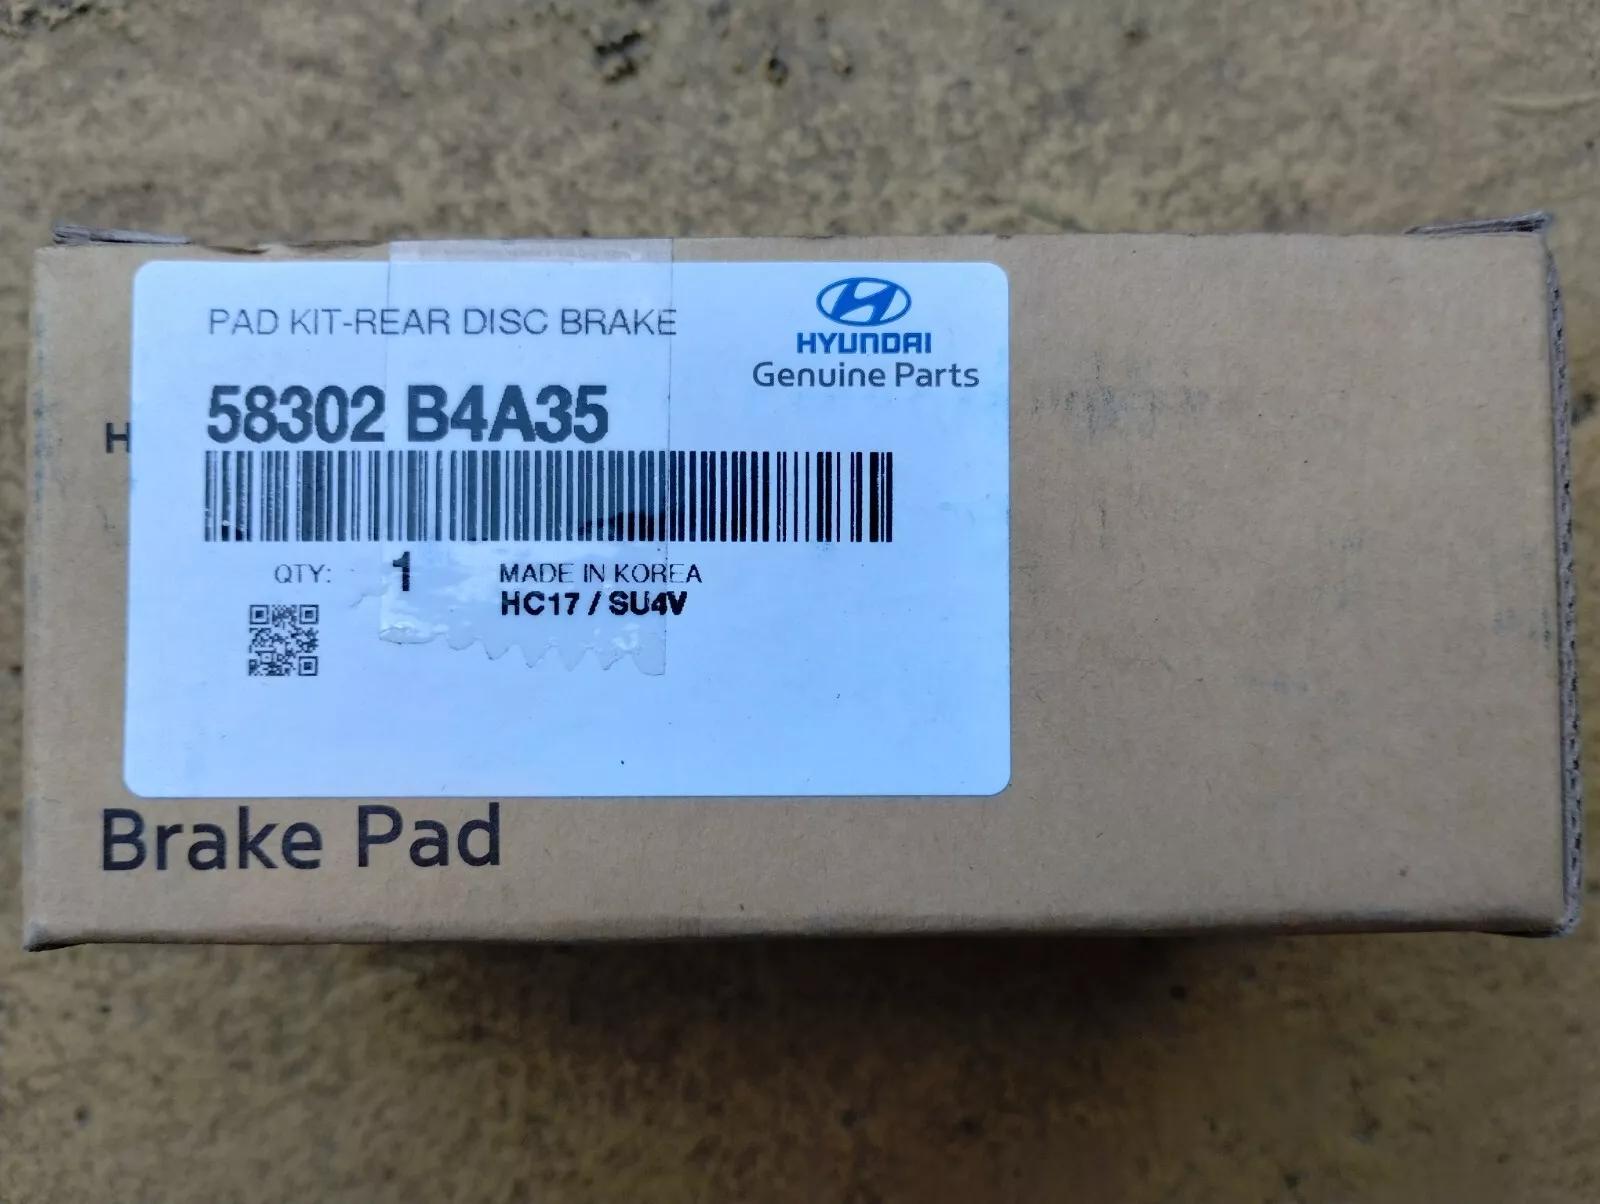 PAD KIT-REAR DISC BRAKE
HYUNDAI
Genuine Parts
58302 B4A35
H
QTY: 1 MADE IN KOREA
HC17 / SU4V
Brake Pad